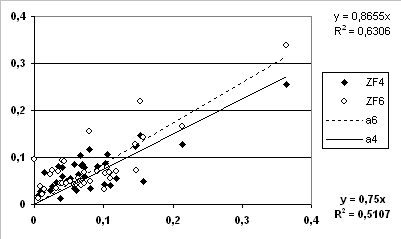 y = 0,8655x
R² = 0,6306
0,4
0,3
0,2
0,1
0
0
0,1
0,2
0,3
0,4
ZF4
ZF6
a6
a4
y = 0,75x
R² = 0,5107